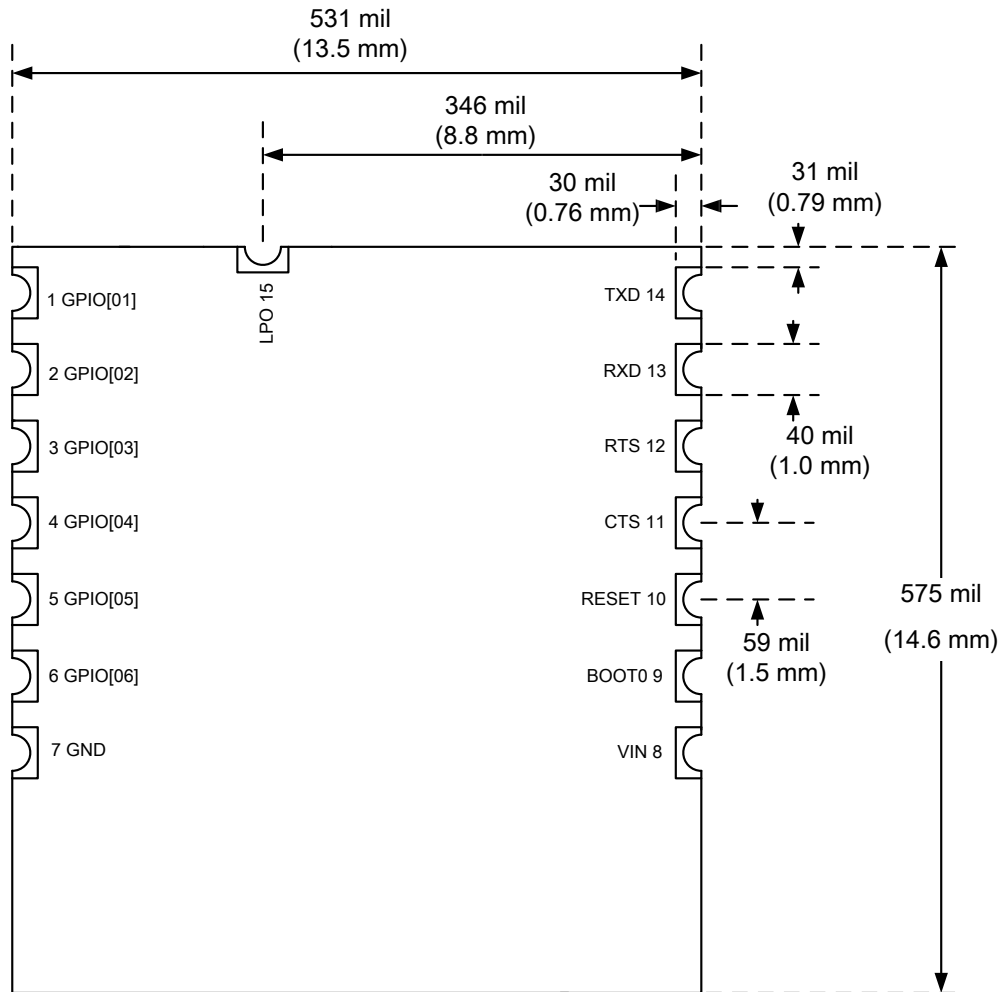 531 mil
(13.5 mm)
346 mil
(8.8 mm)
30 mil
(0.76 mm)
31 mil
(0.79 mm)
1 GPIO[01]
LPO 15
TXD 14
2 GPIO[02]
RXD 13
3 GPIO[03]
RTS 12
40 mil
(1.0 mm)
4 GPIO[04]
CTS 11
5 GPIO[05]
RESET 10
575 mil
(14.6 mm)
59 mil
(1.5 mm)
6 GPIO[06]
BOOT0 9
7 GND
VIN 8